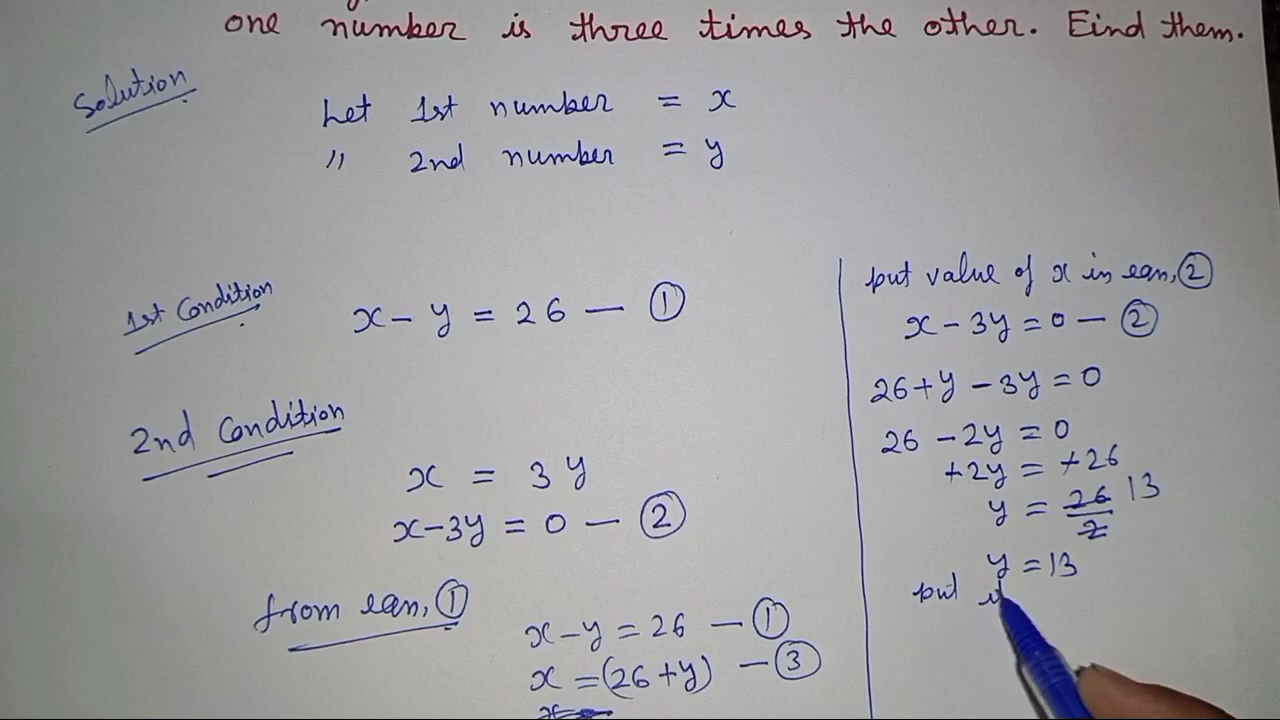 one number is three times the other. Find them.
Solution
Let 1st number = x
〃 2nd number = y
1st Condition
x - y = 26 — ①
2nd Condition
x = 3y
x-3y = 0 — ②
from eqn, ①
x-y = 26 — ①
x = (26+y) — ③
put value of x in eqn, ②
x - 3y = 0 — ②
26+y - 3y = 0
26 - 2y = 0
+2y = +26
y = 26/2 13
y = 13
put